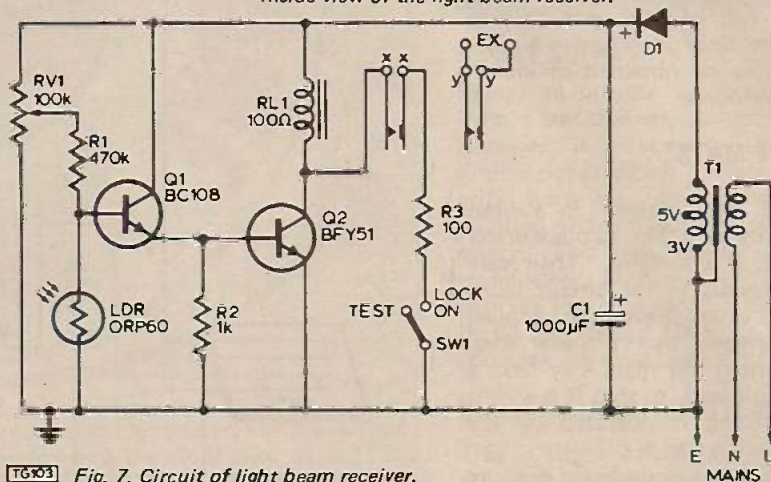 Inside view of the light beam receiver.
RV1
100k
R1
470k
Q1
BC108
LDR
ORP60
R2
1k
RL1
100Ω
Q2
BFY51
x x
EX.
y y
R3
100
TEST
LOCK
ON
SW1
+
D1
T1
5V
3V
+
C1
1000µF
E N L
MAINS
TG103 Fig. 7. Circuit of light beam receiver.